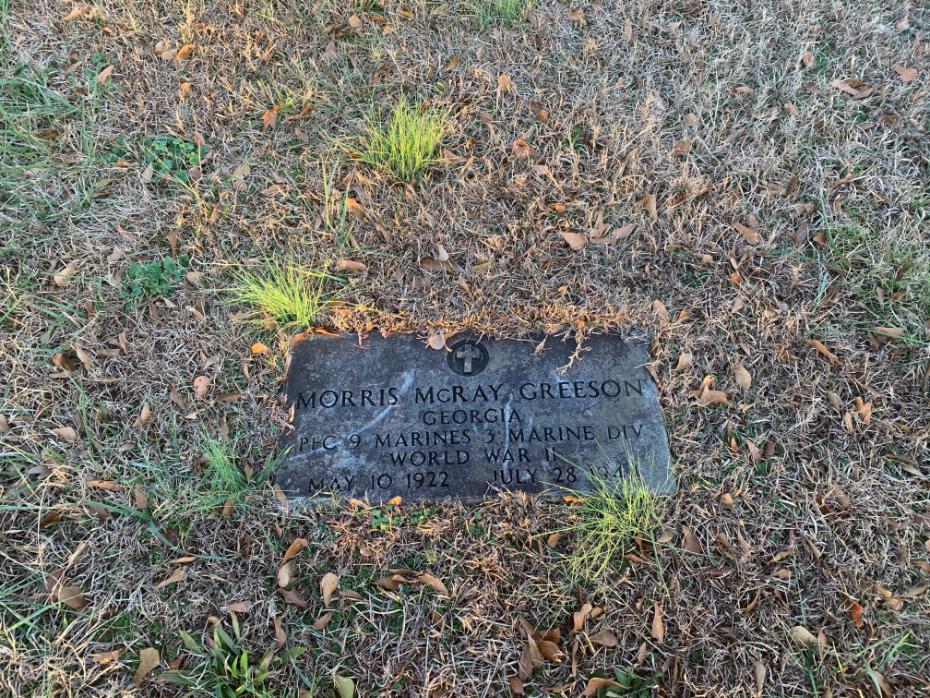 MORRIS McRAY GREESON
GEORGIA
PFC 9 MARINES 3 MARINE DIV
WORLD WAR II
MAY 10 1922 JULY 28